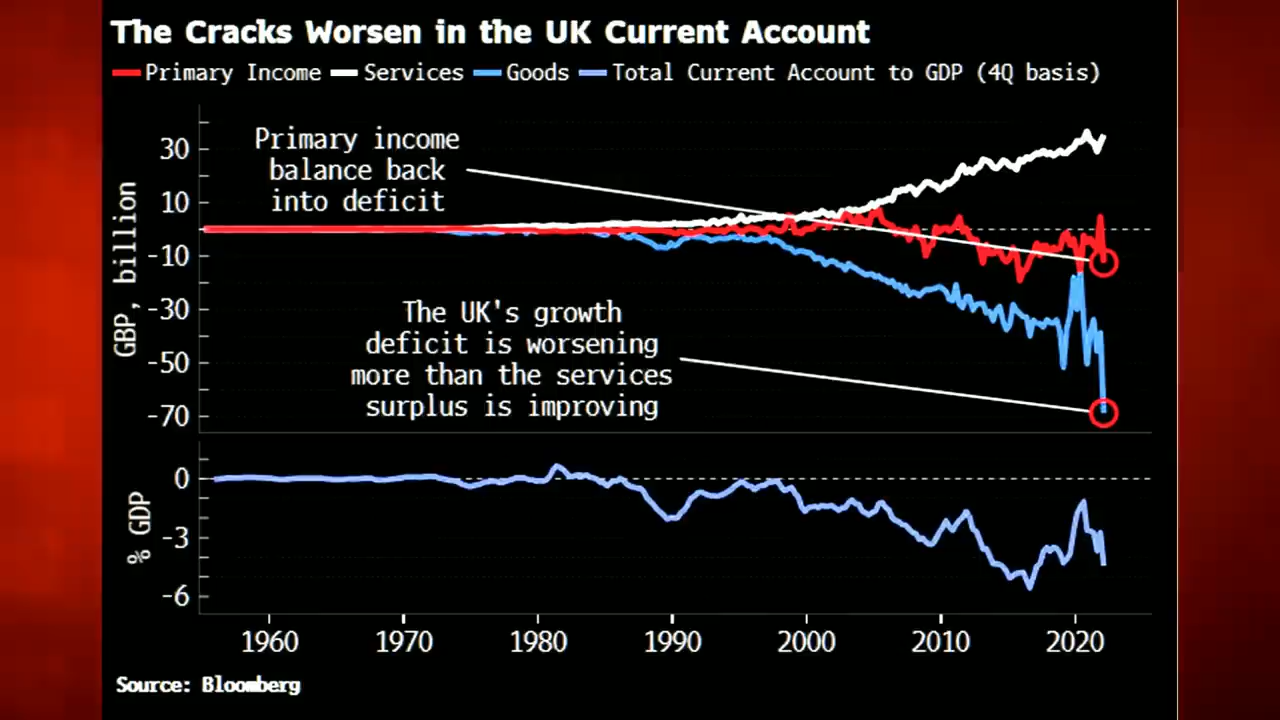 The Cracks Worsen in the UK Current Account
Primary Income Services Goods Total Current Account to GDP (4Q basis)
Primary income
balance back
into deficit
The UK's growth
deficit is worsening
more than the services
surplus is improving
GBP, billion
30
10
-10
-30
-50
-70
% GDP
0
-3
-6
1960 1970 1980 1990 2000 2010 2020
Source: Bloomberg